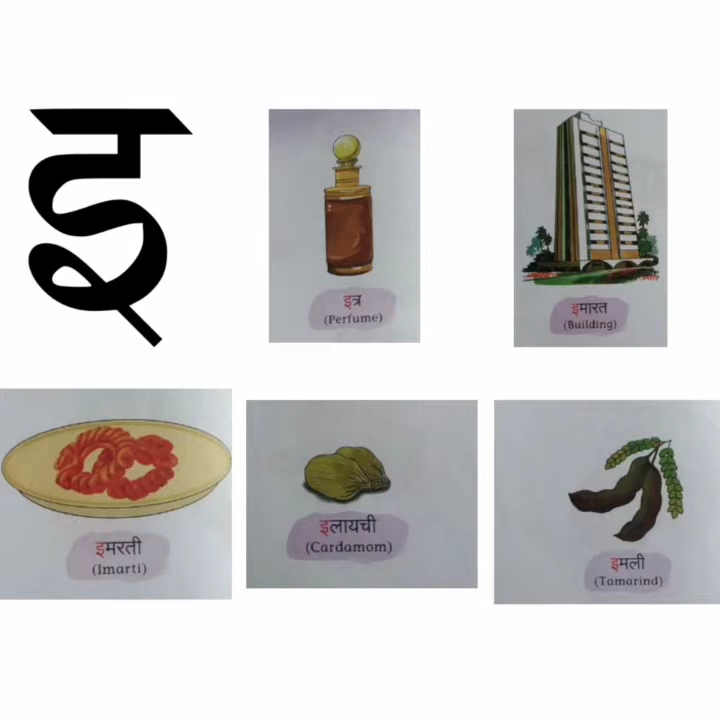 इ
इत्र
(Perfume)
इमारत
(Building)
इमरती
(Imarti)
इलायची
(Cardamom)
इमली
(Tamarind)